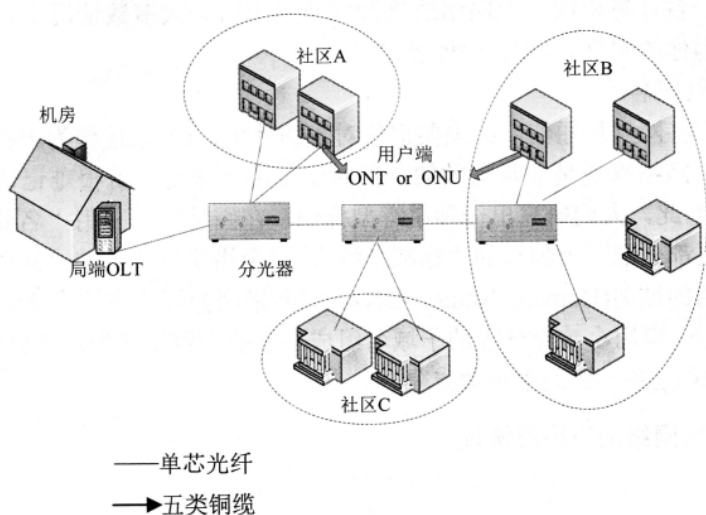 社区A
社区B
机房
用户端
ONT or ONU
局端OLT
分光器
社区C
单芯光纤
五类铜缆